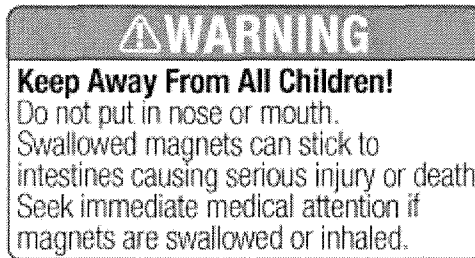 ⚠WARNING
Keep Away From All Children!
Do not put in nose or mouth.
Swallowed magnets can stick to
intestines causing serious injury or death
Seek immediate medical attention if
magnets are swallowed or inhaled.